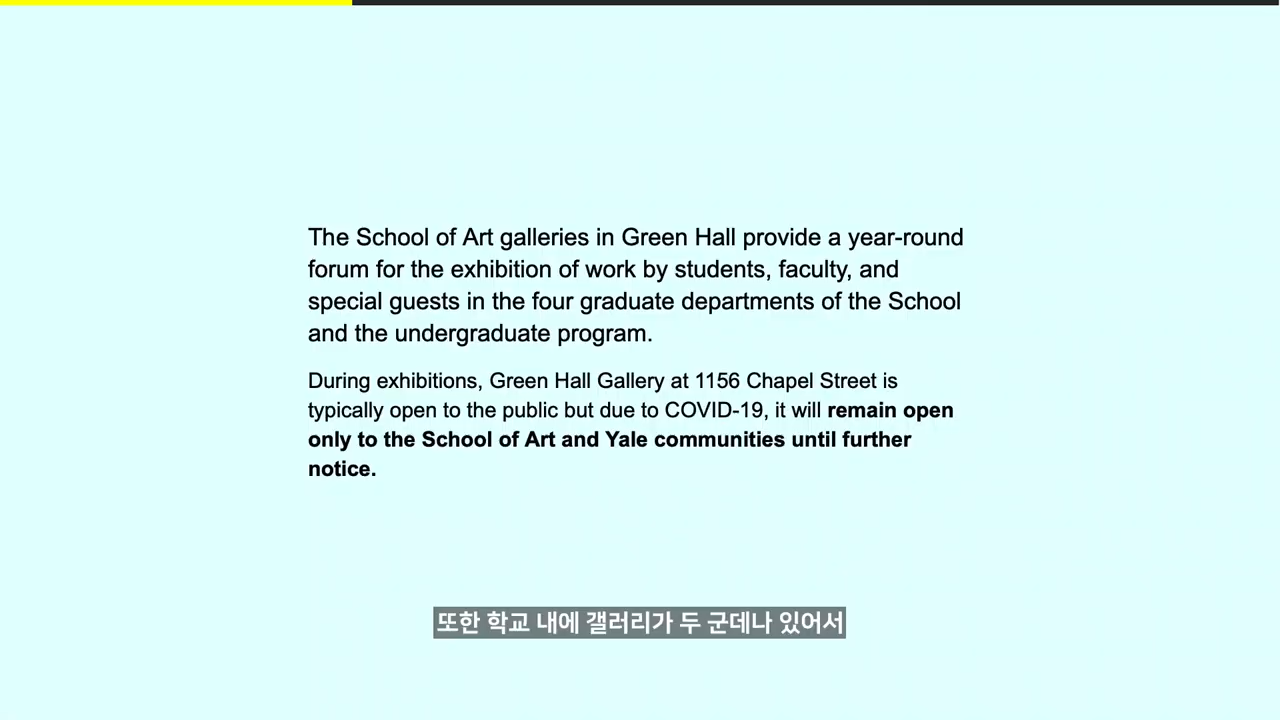 The School of Art galleries in Green Hall provide a year-round
forum for the exhibition of work by students, faculty, and
special guests in the four graduate departments of the School
and the undergraduate program.
During exhibitions, Green Hall Gallery at 1156 Chapel Street is
typically open to the public but due to COVID-19, it will remain open
only to the School of Art and Yale communities until further
notice.
또한 학교 내에 갤러리가 두 군데나 있어서